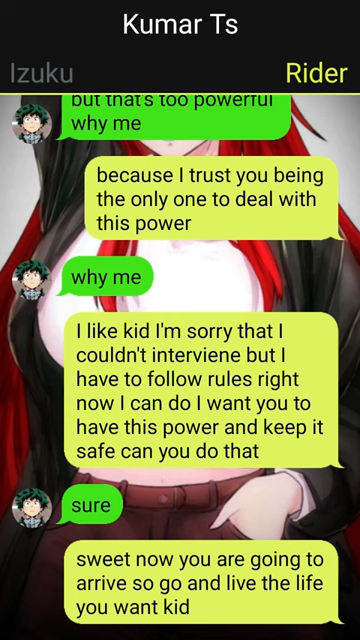 Kumar Ts
Izuku
Rider
but that's too powerful
why me
because I trust you being
the only one to deal with
this power
why me
I like kid I'm sorry that I
couldn't interviene but I
have to follow rules right
now I can do I want you to
have this power and keep it
safe can you do that
sure
sweet now you are going to
arrive so go and live the life
you want kid